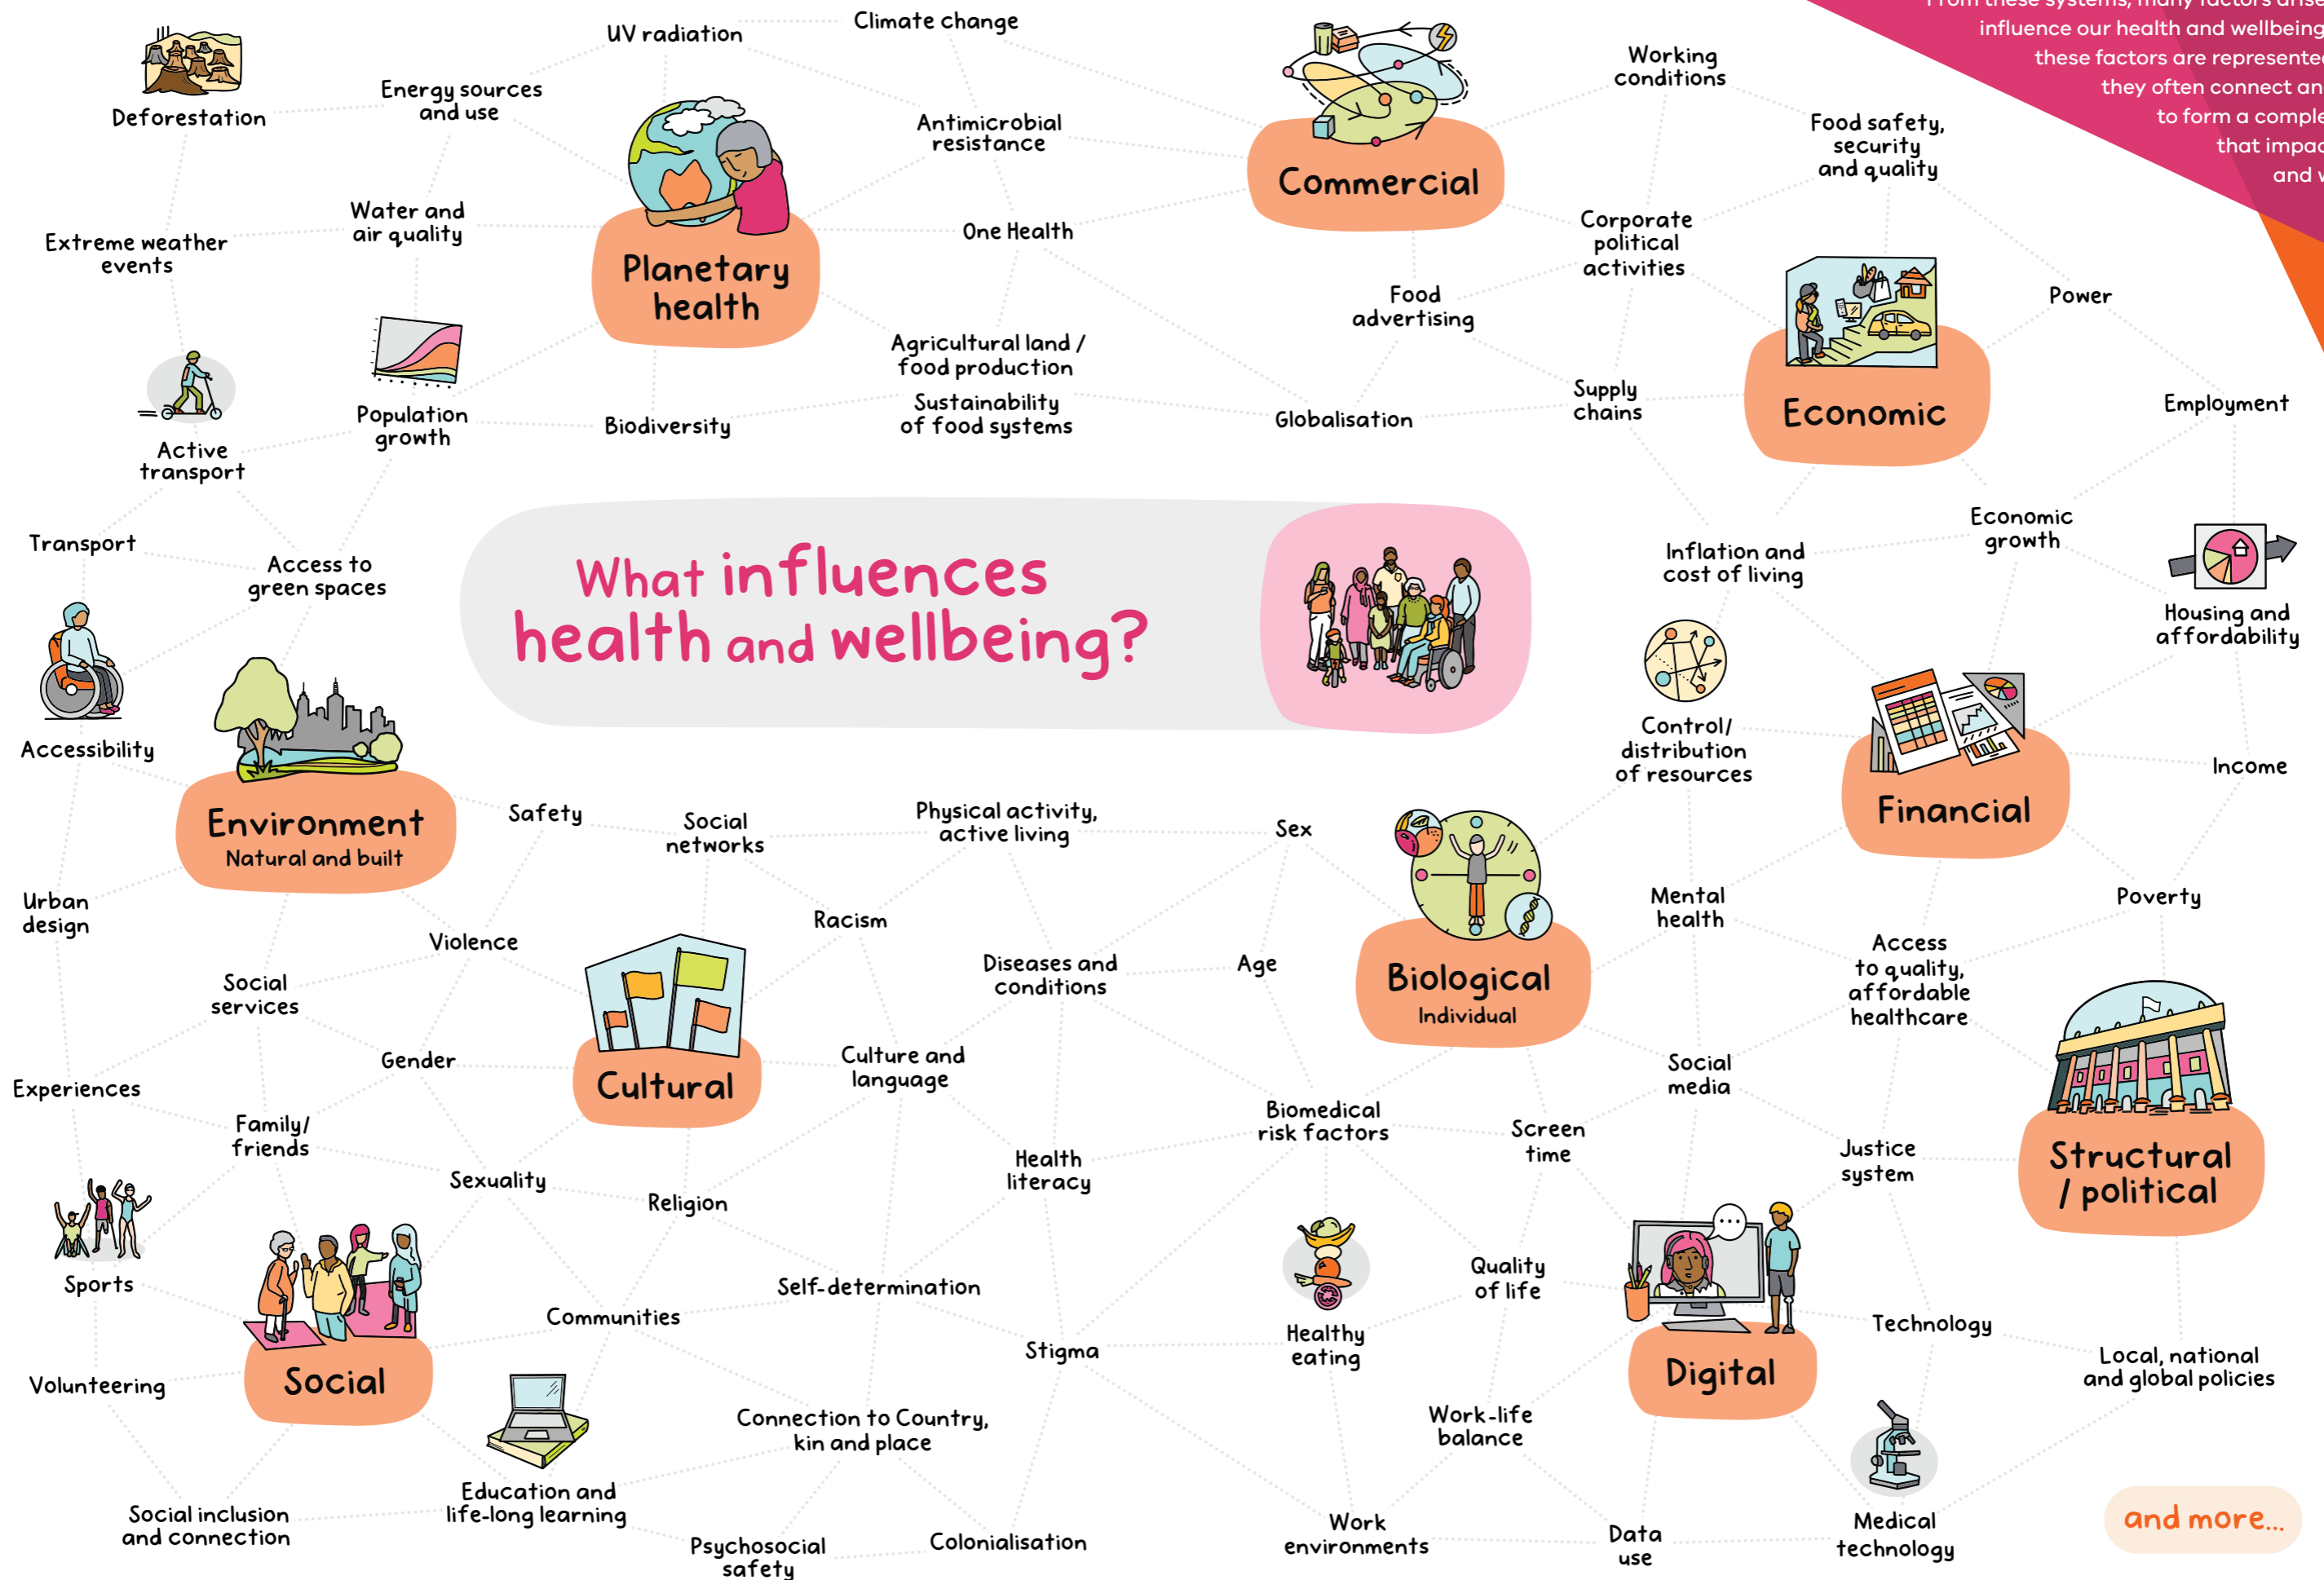 From these systems, many factors arise
influence our health and wellbeing
these factors are represented
they often connect an
to form a comple
that impac
and w
UV radiation
Climate change
Deforestation
Energy sources
and use
Antimicrobial
resistance
Commercial
Working
conditions
Food safety,
security
and quality
Extreme weather
events
Water and
air quality
Planetary
health
One Health
Corporate
political
activities
Food
advertising
Power
Agricultural land /
food production
Sustainability
of food systems
Active
transport
Population
growth
Biodiversity
Globalisation
Supply
chains
Economic
Employment
Transport
Access to
green spaces
What influences
health and wellbeing?
Inflation and
cost of living
Economic
growth
Housing and
affordability
Accessibility
Control/
distribution
of resources
Income
Environment
Natural and built
Safety
Social
networks
Physical activity,
active living
Sex
Financial
Urban
design
Violence
Racism
Mental
health
Poverty
Social
services
Diseases and
conditions
Age
Biological
Individual
Access
to quality,
affordable
healthcare
Experiences
Gender
Cultural
Culture and
language
Social
media
Family/
friends
Biomedical
risk factors
Screen
time
Justice
system
Structural
/ political
Sexuality
Religion
Health
literacy
Sports
Communities
Self-determination
Quality
of life
Technology
Volunteering
Social
Stigma
Healthy
eating
Digital
Local, national
and global policies
Connection to Country,
kin and place
Work-life
balance
Social inclusion
and connection
Education and
life-long learning
Psychosocial
safety
Colonialisation
Work
environments
Data
use
Medical
technology
and more...